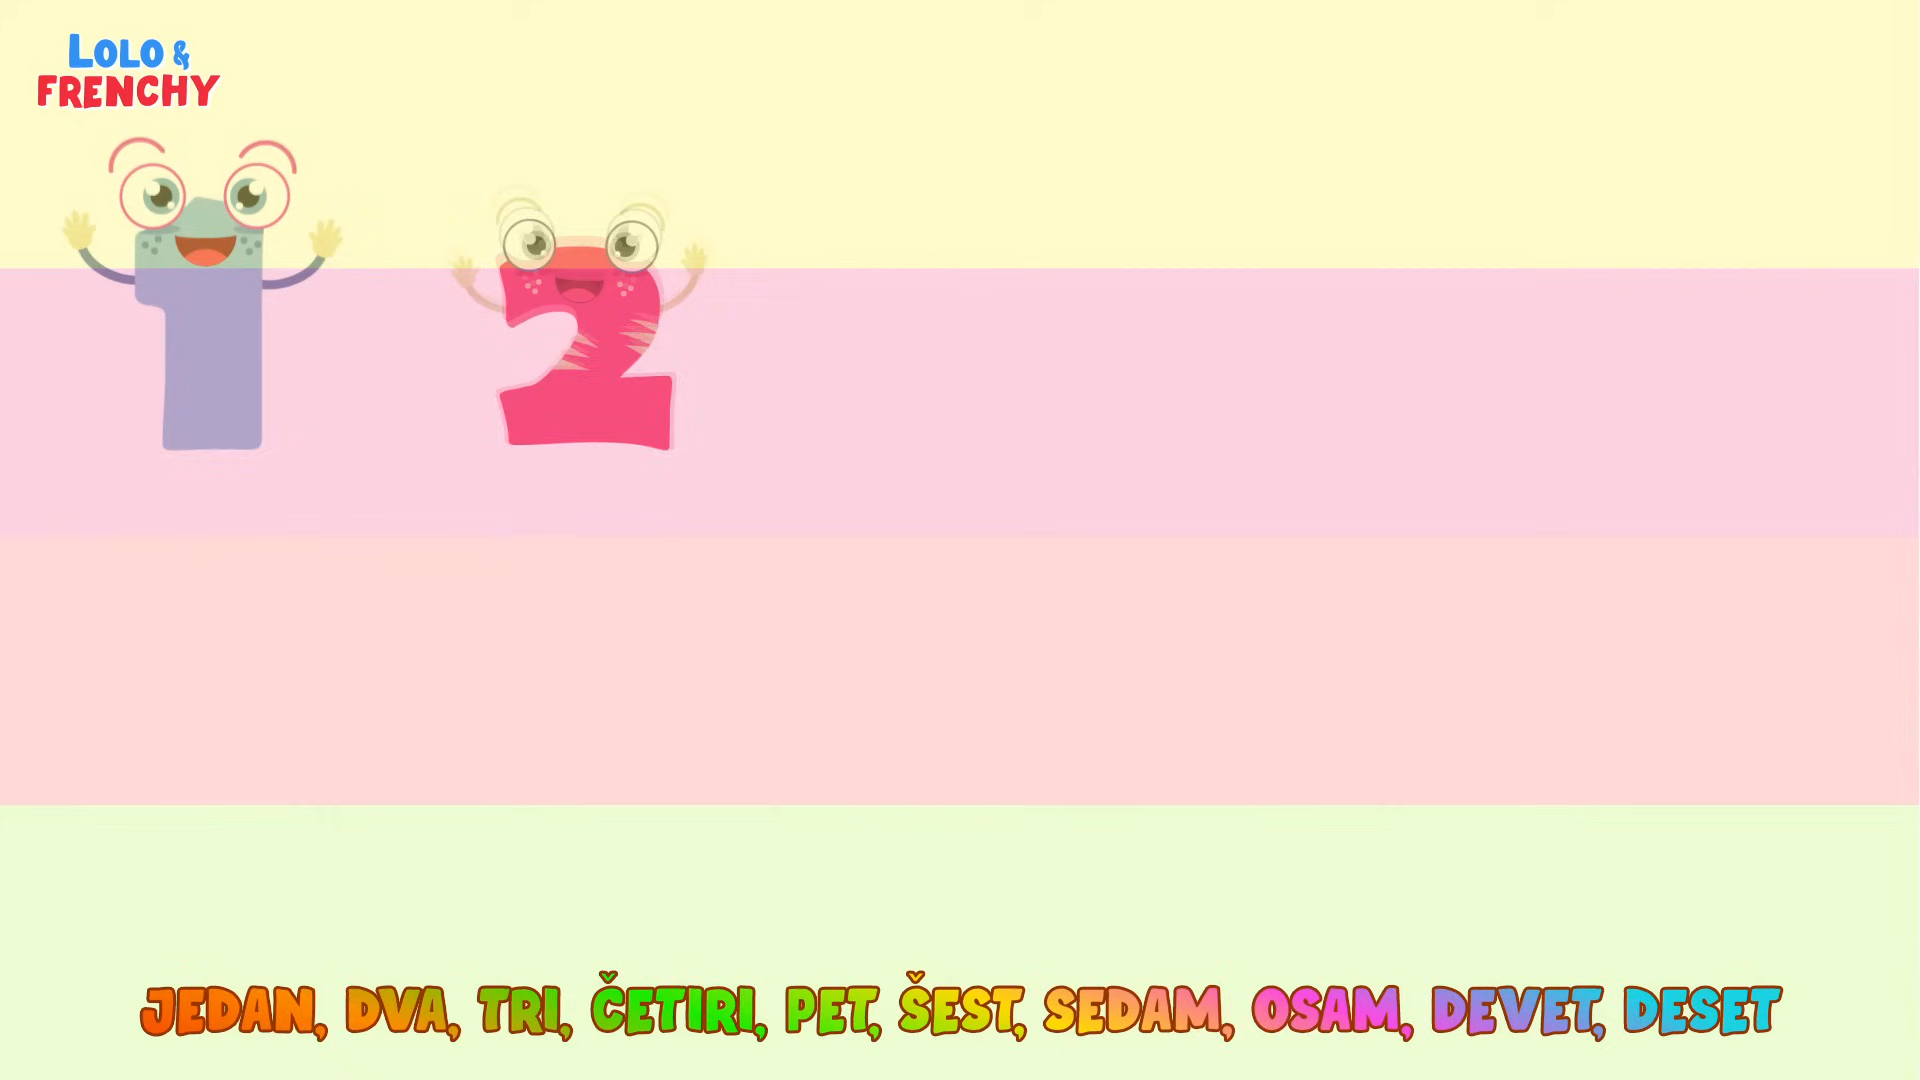 LOLO &
FRENCHY
1 2
JEDAN, DVA, TRI, ČETIRI, PET, ŠEST, SEDAM, OSAM, DEVET, DESET